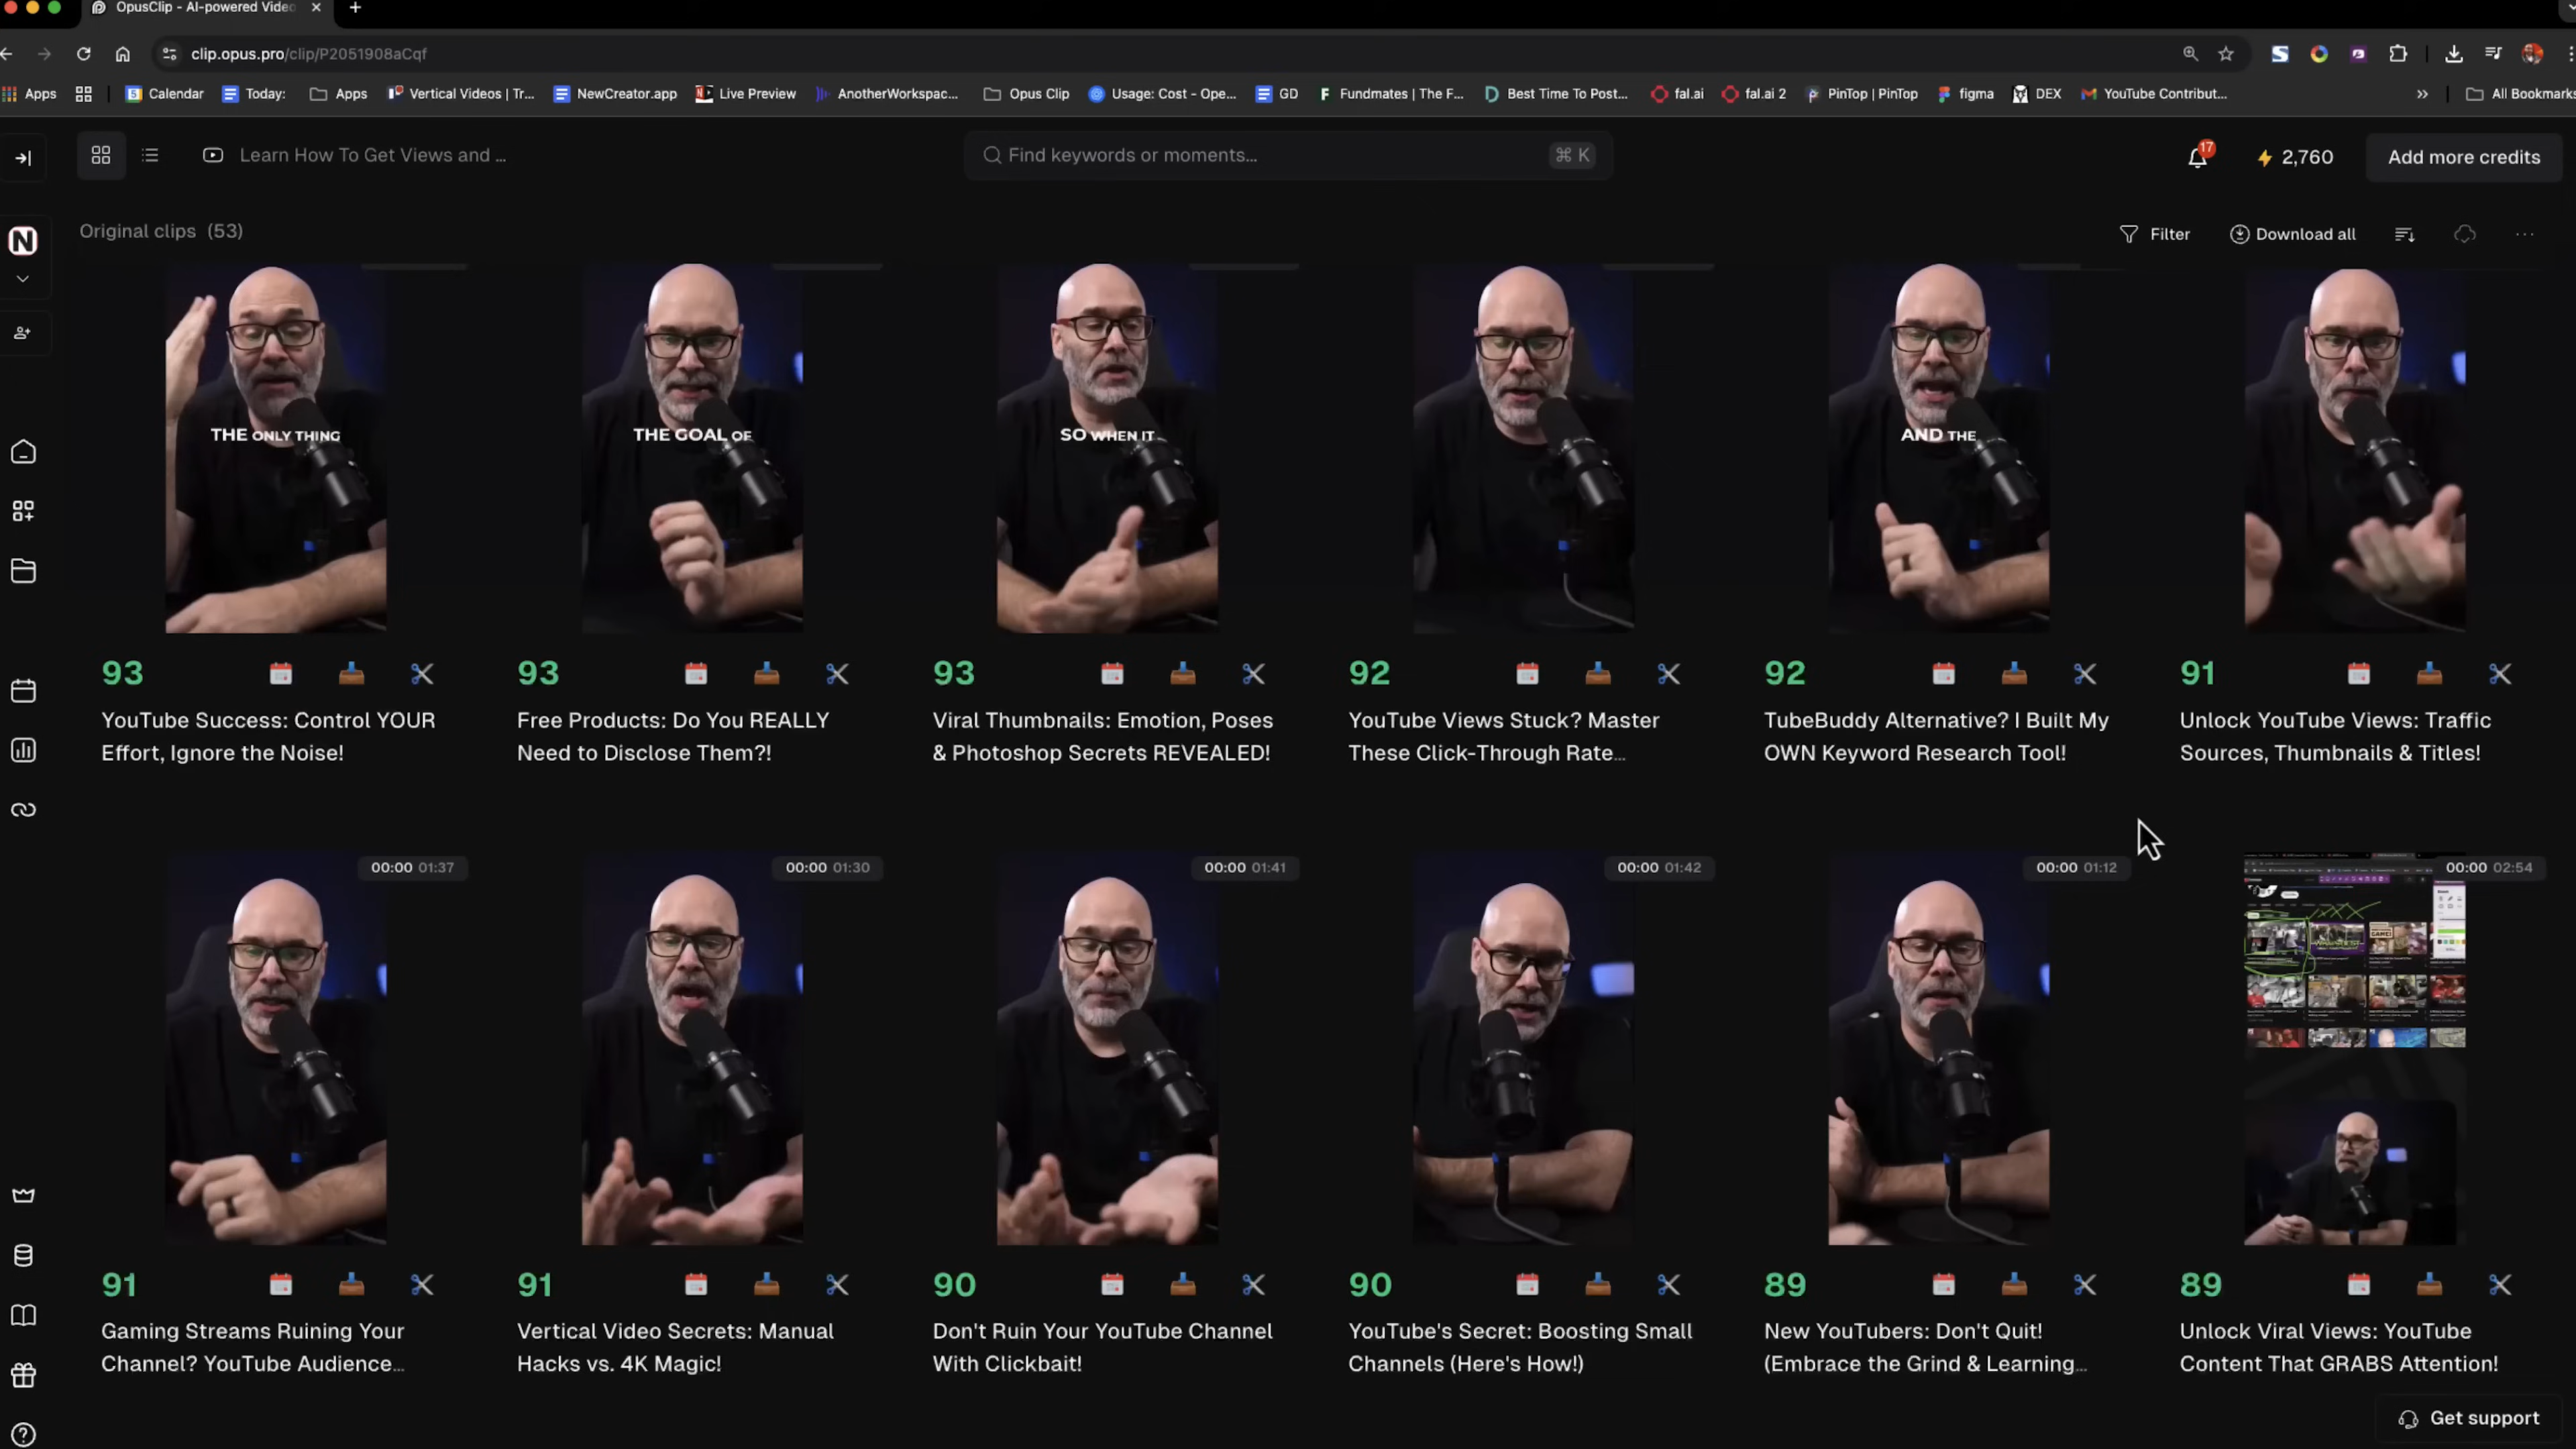 OpusClip - AI-powered Video
clip.opus.pro/clip/P2051908aCqf
Apps
Calendar
Today:
Apps
Vertical Videos | Tr...
NewCreator.app
Live Preview
AnotherWorkspac...
Opus Clip
Usage: Cost - Ope...
GD
Fundmates | The F...
Best Time To Post...
fal.ai
fal.ai 2
PinTop | PinTop
figma
DEX
YouTube Contribut...
All Bookmarks
Learn How To Get Views and ...
Find keywords or moments...
⌘ K
17
2,760
Add more credits
N
Original clips (53)
Filter
Download all
THE ONLY THING
THE GOAL OF
SO WHEN IT
AND THE
93
93
93
92
92
91
YouTube Success: Control YOUR
Effort, Ignore the Noise!
Free Products: Do You REALLY
Need to Disclose Them?!
Viral Thumbnails: Emotion, Poses
& Photoshop Secrets REVEALED!
YouTube Views Stuck? Master
These Click-Through Rate...
TubeBuddy Alternative? I Built My
OWN Keyword Research Tool!
Unlock YouTube Views: Traffic
Sources, Thumbnails & Titles!
00:00 01:37
00:00 01:30
00:00 01:41
00:00 01:42
00:00 01:12
00:00 02:54
91
91
90
90
89
89
Gaming Streams Ruining Your
Channel? YouTube Audience...
Vertical Video Secrets: Manual
Hacks vs. 4K Magic!
Don't Ruin Your YouTube Channel
With Clickbait!
YouTube's Secret: Boosting Small
Channels (Here's How!)
New YouTubers: Don't Quit!
(Embrace the Grind & Learning...
Unlock Viral Views: YouTube
Content That GRABS Attention!
Get support